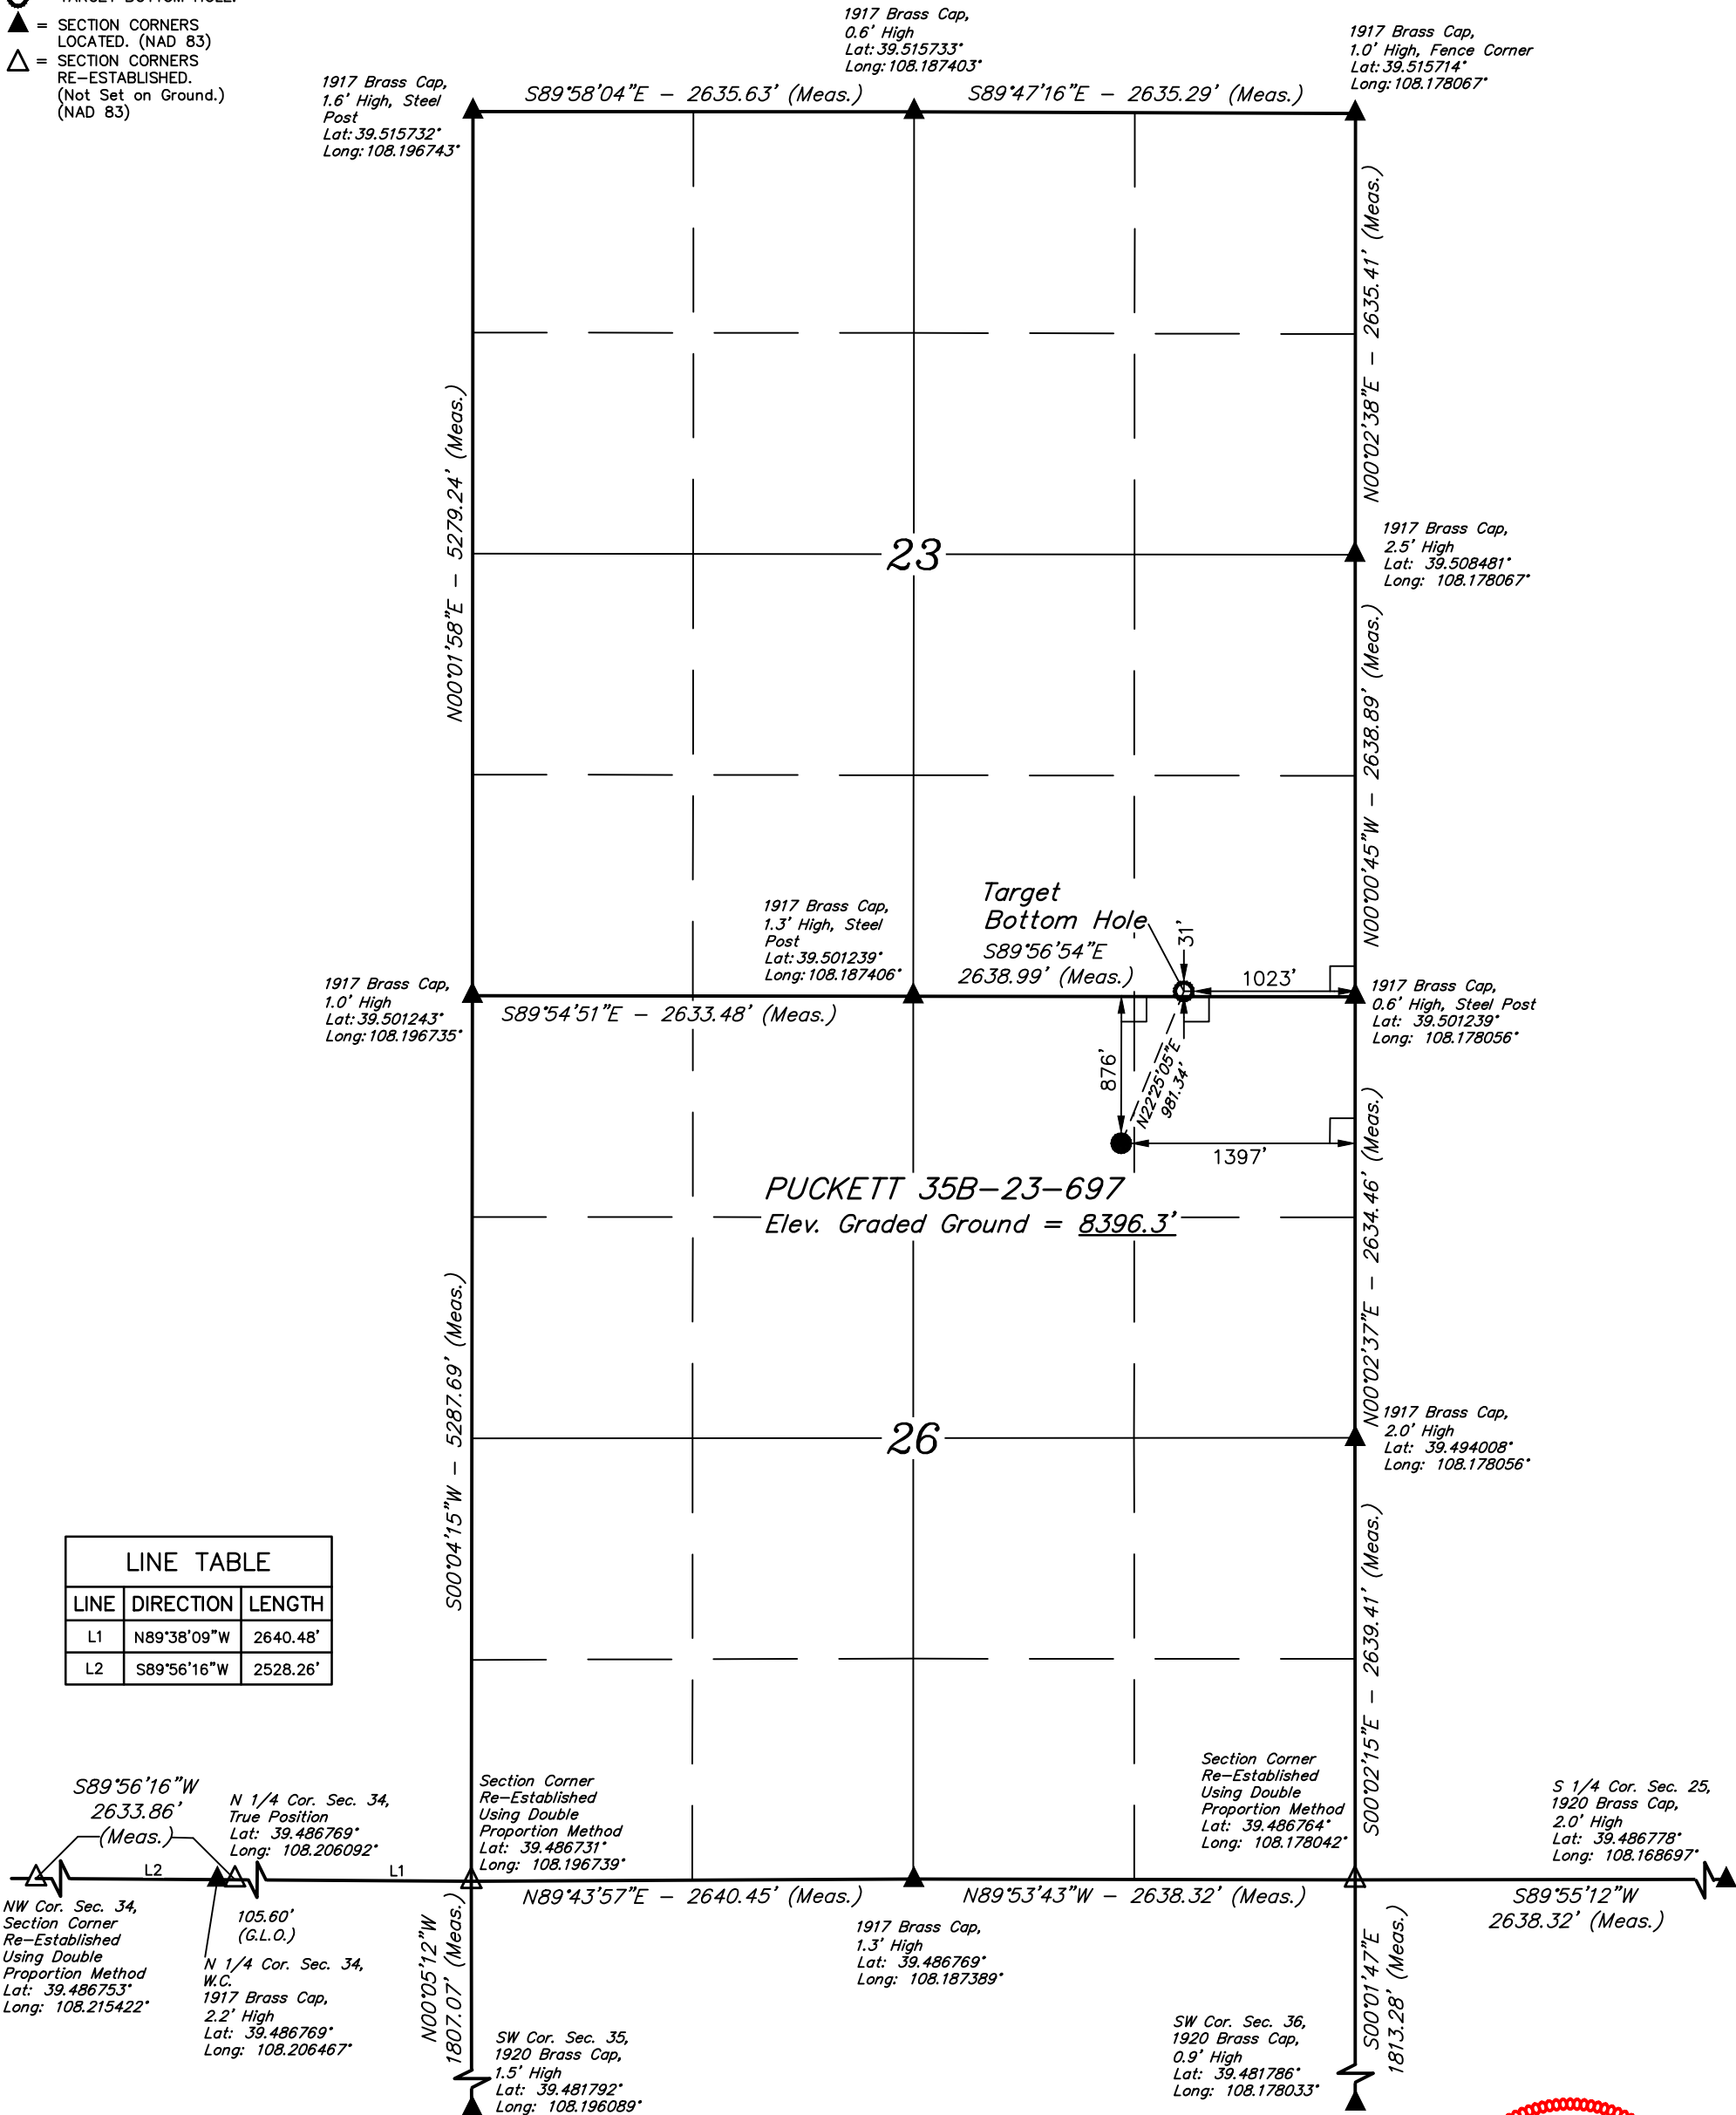 = SECTION CORNERS
LOCATED. (NAD 83)
= SECTION CORNERS
RE-ESTABLISHED.
(Not Set on Ground.)
(NAD 83)
1917 Brass Cap,
1.6' High, Steel
Post
Lat: 39.515732°
Long: 108.196743°
S89°58'04"E - 2635.63' (Meas.)
1917 Brass Cap,
0.6' High
Lat: 39.515733°
Long: 108.187403°
S89°47'16"E - 2635.29' (Meas.)
1917 Brass Cap,
1.0' High, Fence Corner
Lat: 39.515714°
Long: 108.178067°
N00°01'58"E - 5279.24' (Meas.)
N00°02'38"E - 2635.41' (Meas.)
23
1917 Brass Cap,
2.5' High
Lat: 39.508481°
Long: 108.178067°
N00°00'45"W - 2638.89' (Meas.)
1917 Brass Cap,
1.3' High, Steel
Post
Lat: 39.501239°
Long: 108.187406°
Target
Bottom Hole
S89°56'54"E
2638.99' (Meas.)
31'
1023'
1917 Brass Cap,
1.0' High
Lat: 39.501243°
Long: 108.196735°
S89°54'51"E - 2633.48' (Meas.)
1917 Brass Cap,
0.6' High, Steel Post
Lat: 39.501239°
Long: 108.178056°
876'
N22°25'05"E
981.34'
1397'
PUCKETT 35B-23-697
Elev. Graded Ground = 8396.3'
N00°02'37"E - 2634.46' (Meas.)
S00°04'15"W - 5287.69' (Meas.)
26
1917 Brass Cap,
2.0' High
Lat: 39.494008°
Long: 108.178056°
S00°02'15"E - 2639.41' (Meas.)
LINE TABLE
LINE DIRECTION LENGTH
L1 N89°38'09"W 2640.48'
L2 S89°56'16"W 2528.26'
S89°56'16"W
2633.86'
(Meas.)
N 1/4 Cor. Sec. 34,
True Position
Lat: 39.486769°
Long: 108.206092°
Section Corner
Re-Established
Using Double
Proportion Method
Lat: 39.486731°
Long: 108.196739°
Section Corner
Re-Established
Using Double
Proportion Method
Lat: 39.486764°
Long: 108.178042°
S 1/4 Cor. Sec. 25,
1920 Brass Cap,
2.0' High
Lat: 39.486778°
Long: 108.168697°
L2
L1
N89°43'57"E - 2640.45' (Meas.)
N89°53'43"W - 2638.32' (Meas.)
S89°55'12"W
2638.32' (Meas.)
NW Cor. Sec. 34,
Section Corner
Re-Established
Using Double
Proportion Method
Lat: 39.486753°
Long: 108.215422°
105.60'
(G.L.O.)
N 1/4 Cor. Sec. 34,
W.C.
1917 Brass Cap,
2.2' High
Lat: 39.486769°
Long: 108.206467°
N00°05'12"W
1807.07' (Meas.)
1917 Brass Cap,
1.3' High
Lat: 39.486769°
Long: 108.187389°
S00°01'47"E
1813.28' (Meas.)
SW Cor. Sec. 35,
1920 Brass Cap,
1.5' High
Lat: 39.481792°
Long: 108.196089°
SW Cor. Sec. 36,
1920 Brass Cap,
0.9' High
Lat: 39.481786°
Long: 108.178033°